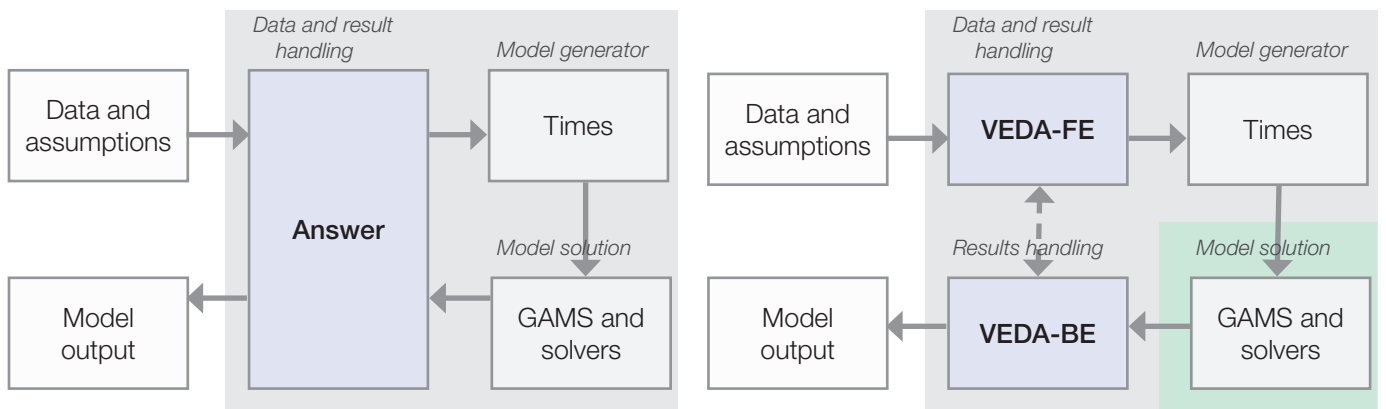 Data and result
handling
Model generator
Data and
assumptions
Times
Answer
Model solution
Model
output
GAMS and
solvers
Data and result
handling
Model generator
Data and
assumptions
VEDA-FE
Times
Results handling
Model solution
Model
output
VEDA-BE
GAMS and
solvers